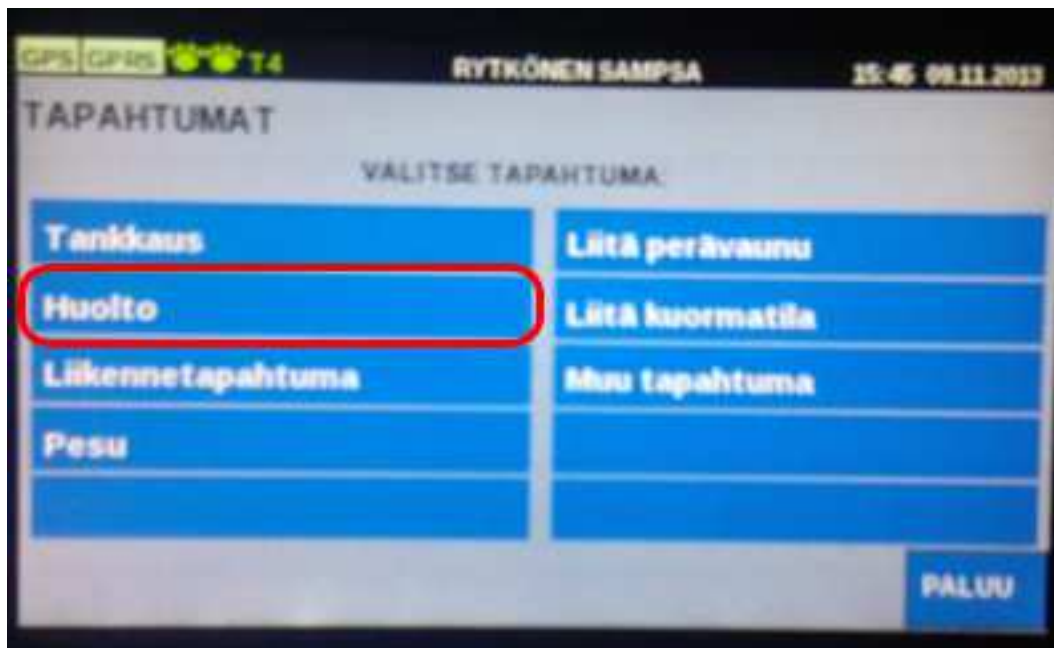 GPS GPRS T4 RYTKÖNEN SAMPSA 15:45 09.11.2013
TAPAHTUMAT
VALITSE TAPAHTUMA:
Tankkaus Liitä perävaunu
Huolto Liitä kuormatila
Liikennetapahtuma Muu tapahtuma
Pesu
PALUU